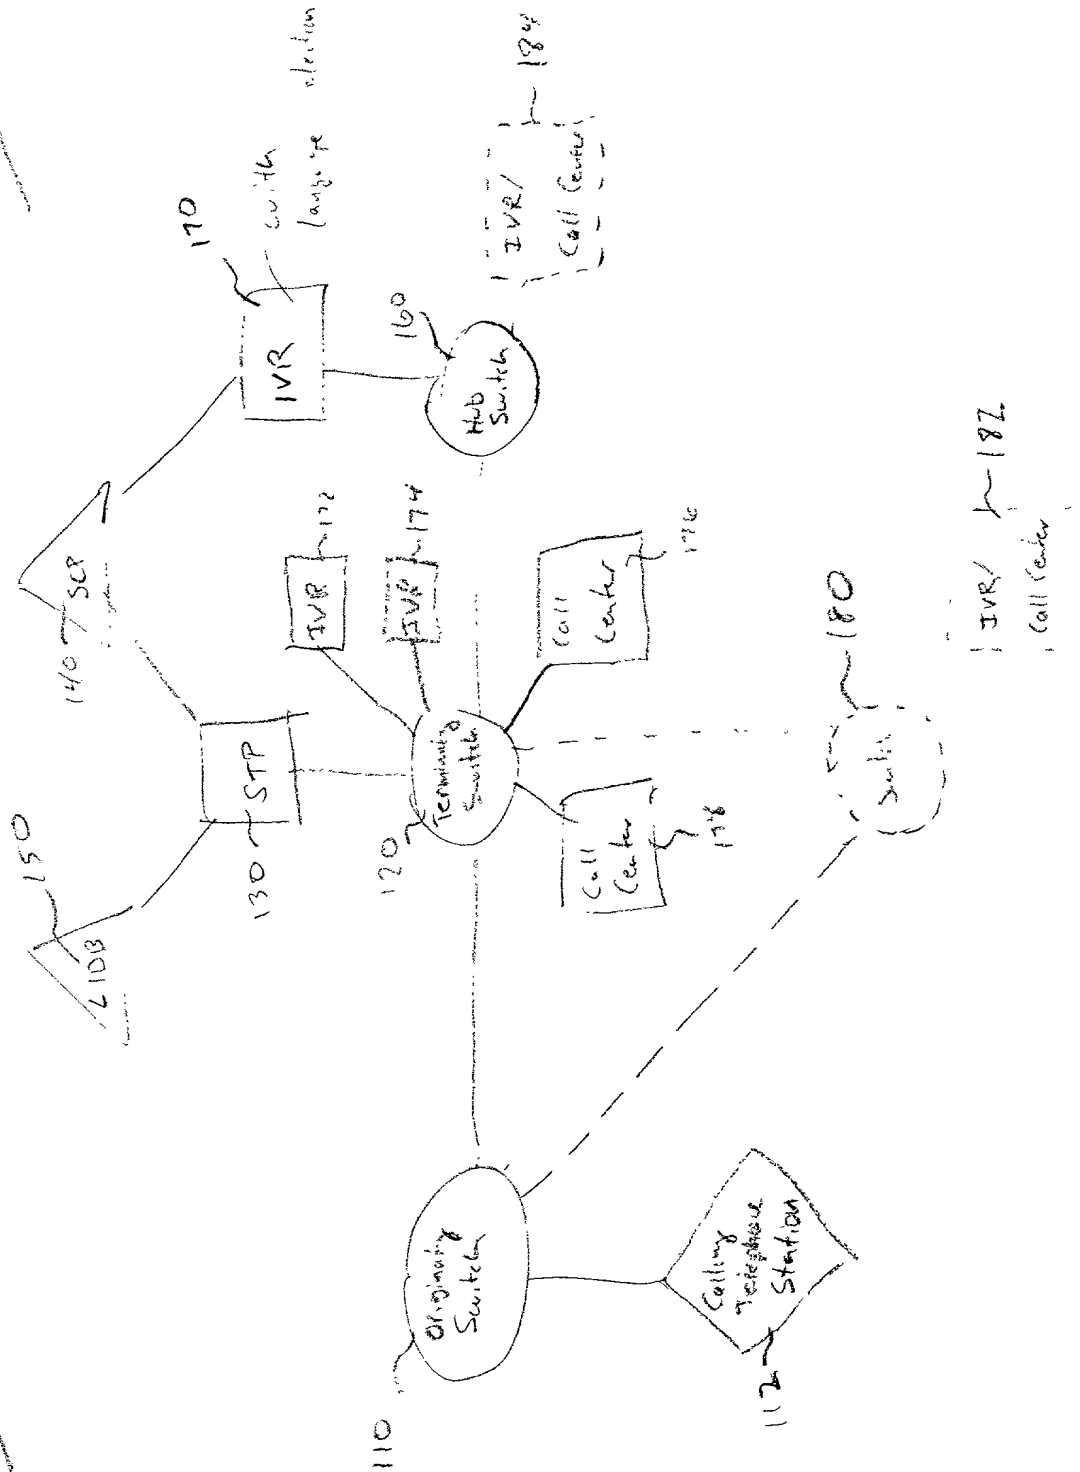 150
LIDB
140
SCP
170
IVR
with
130
STP
IVR
172
IVR
174
160
Hub
Switch
IVR/
Call Center
184
120
Terminating
Switch
110
Originating
Switch
Call
Center
178
Call
Center
176
Calling
Telephone
Station
112
180
Switch
IVR/
Call Center
182